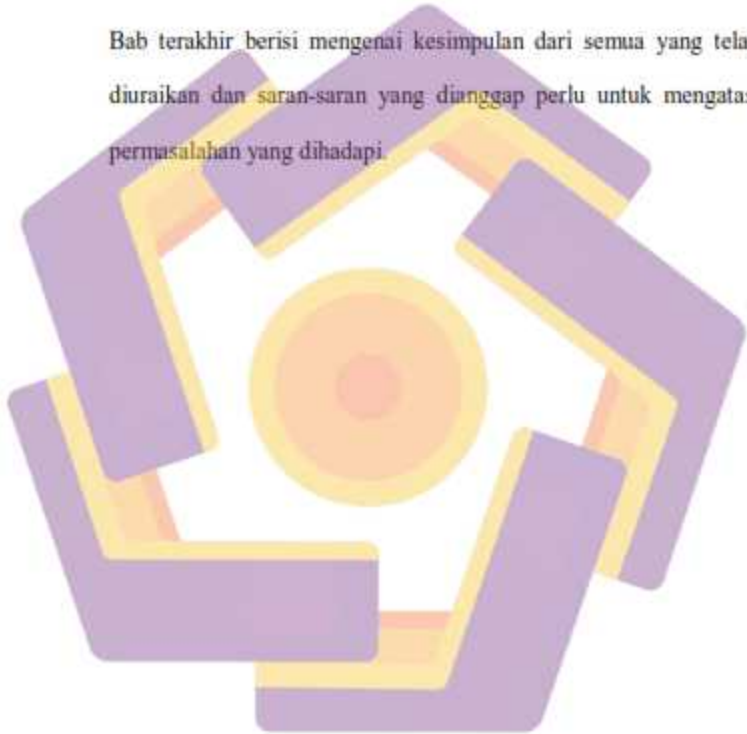 Bab terakhir berisi mengenai kesimpulan dari semua yang tela
diuraikan dan saran-saran yang dianggap perlu untuk mengatas
permasalahan yang dihadapi.